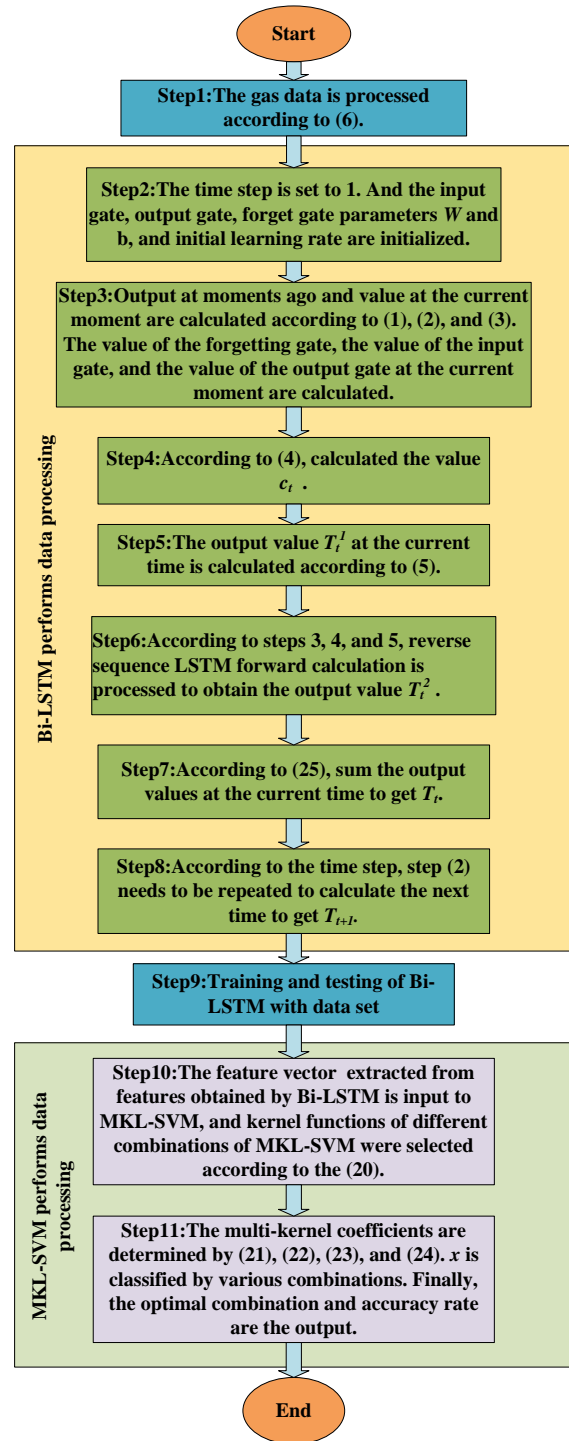 Start
Step1:The gas data is processed
according to (6).
Bi-LSTM performs data processing
Step2:The time step is set to 1. And the input
gate, output gate, forget gate parameters W and
b, and initial learning rate are initialized.
Step3:Output at moments ago and value at the current
moment are calculated according to (1), (2), and (3).
The value of the forgetting gate, the value of the input
gate, and the value of the output gate at the current
moment are calculated.
Step4:According to (4), calculated the value
c_t .
Step5:The output value T_t^1 at the current
time is calculated according to (5).
Step6:According to steps 3, 4, and 5, reverse
sequence LSTM forward calculation is
processed to obtain the output value T_t^2 .
Step7:According to (25), sum the output
values at the current time to get T_t.
Step8:According to the time step, step (2)
needs to be repeated to calculate the next
time to get T_{t+1}.
Step9:Training and testing of Bi-
LSTM with data set
MKL-SVM performs data
processing
Step10:The feature vector extracted from
features obtained by Bi-LSTM is input to
MKL-SVM, and kernel functions of different
combinations of MKL-SVM were selected
according to the (20).
Step11:The multi-kernel coefficients are
determined by (21), (22), (23), and (24). x is
classified by various combinations. Finally,
the optimal combination and accuracy rate
are the output.
End